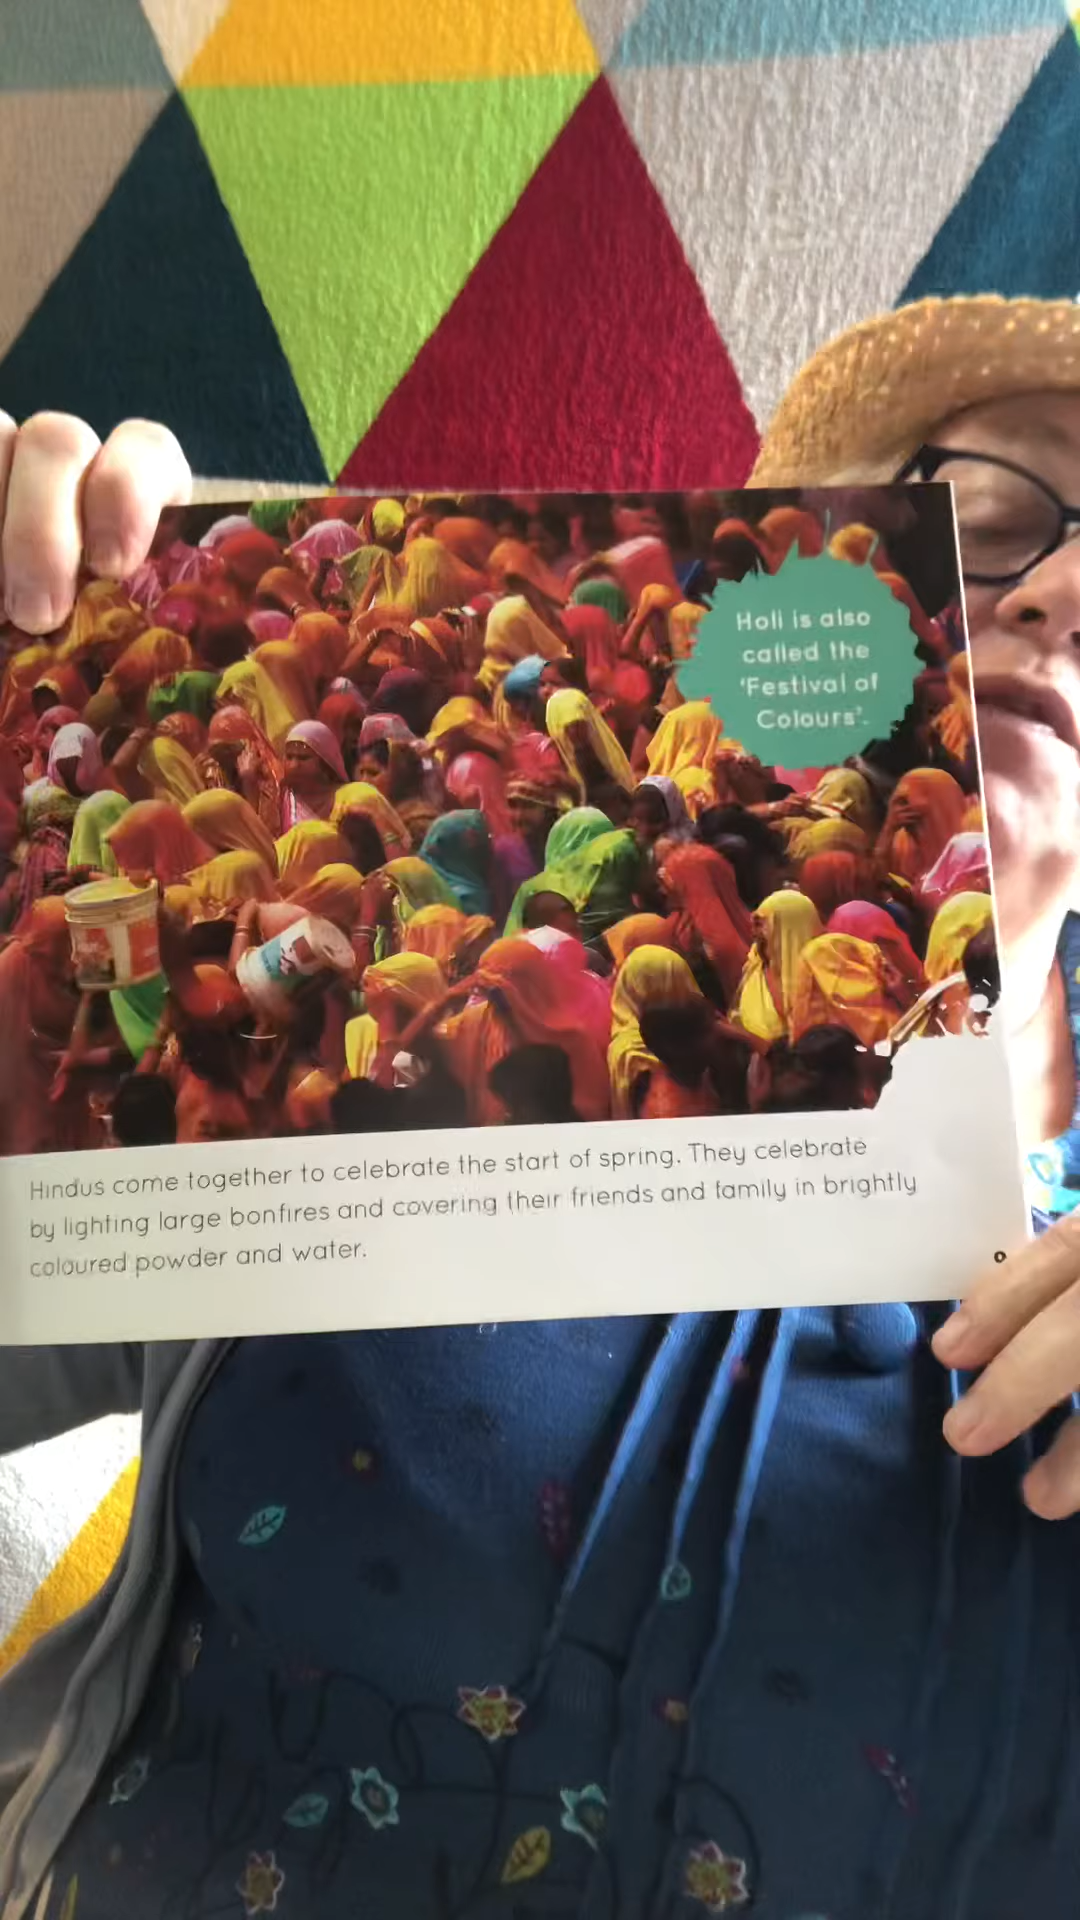 Holi is also
called the
'Festival of
Colours'.
Hindus come together to celebrate the start of spring. They celebrate
by lighting large bonfires and covering their friends and family in brightly
coloured powder and water.